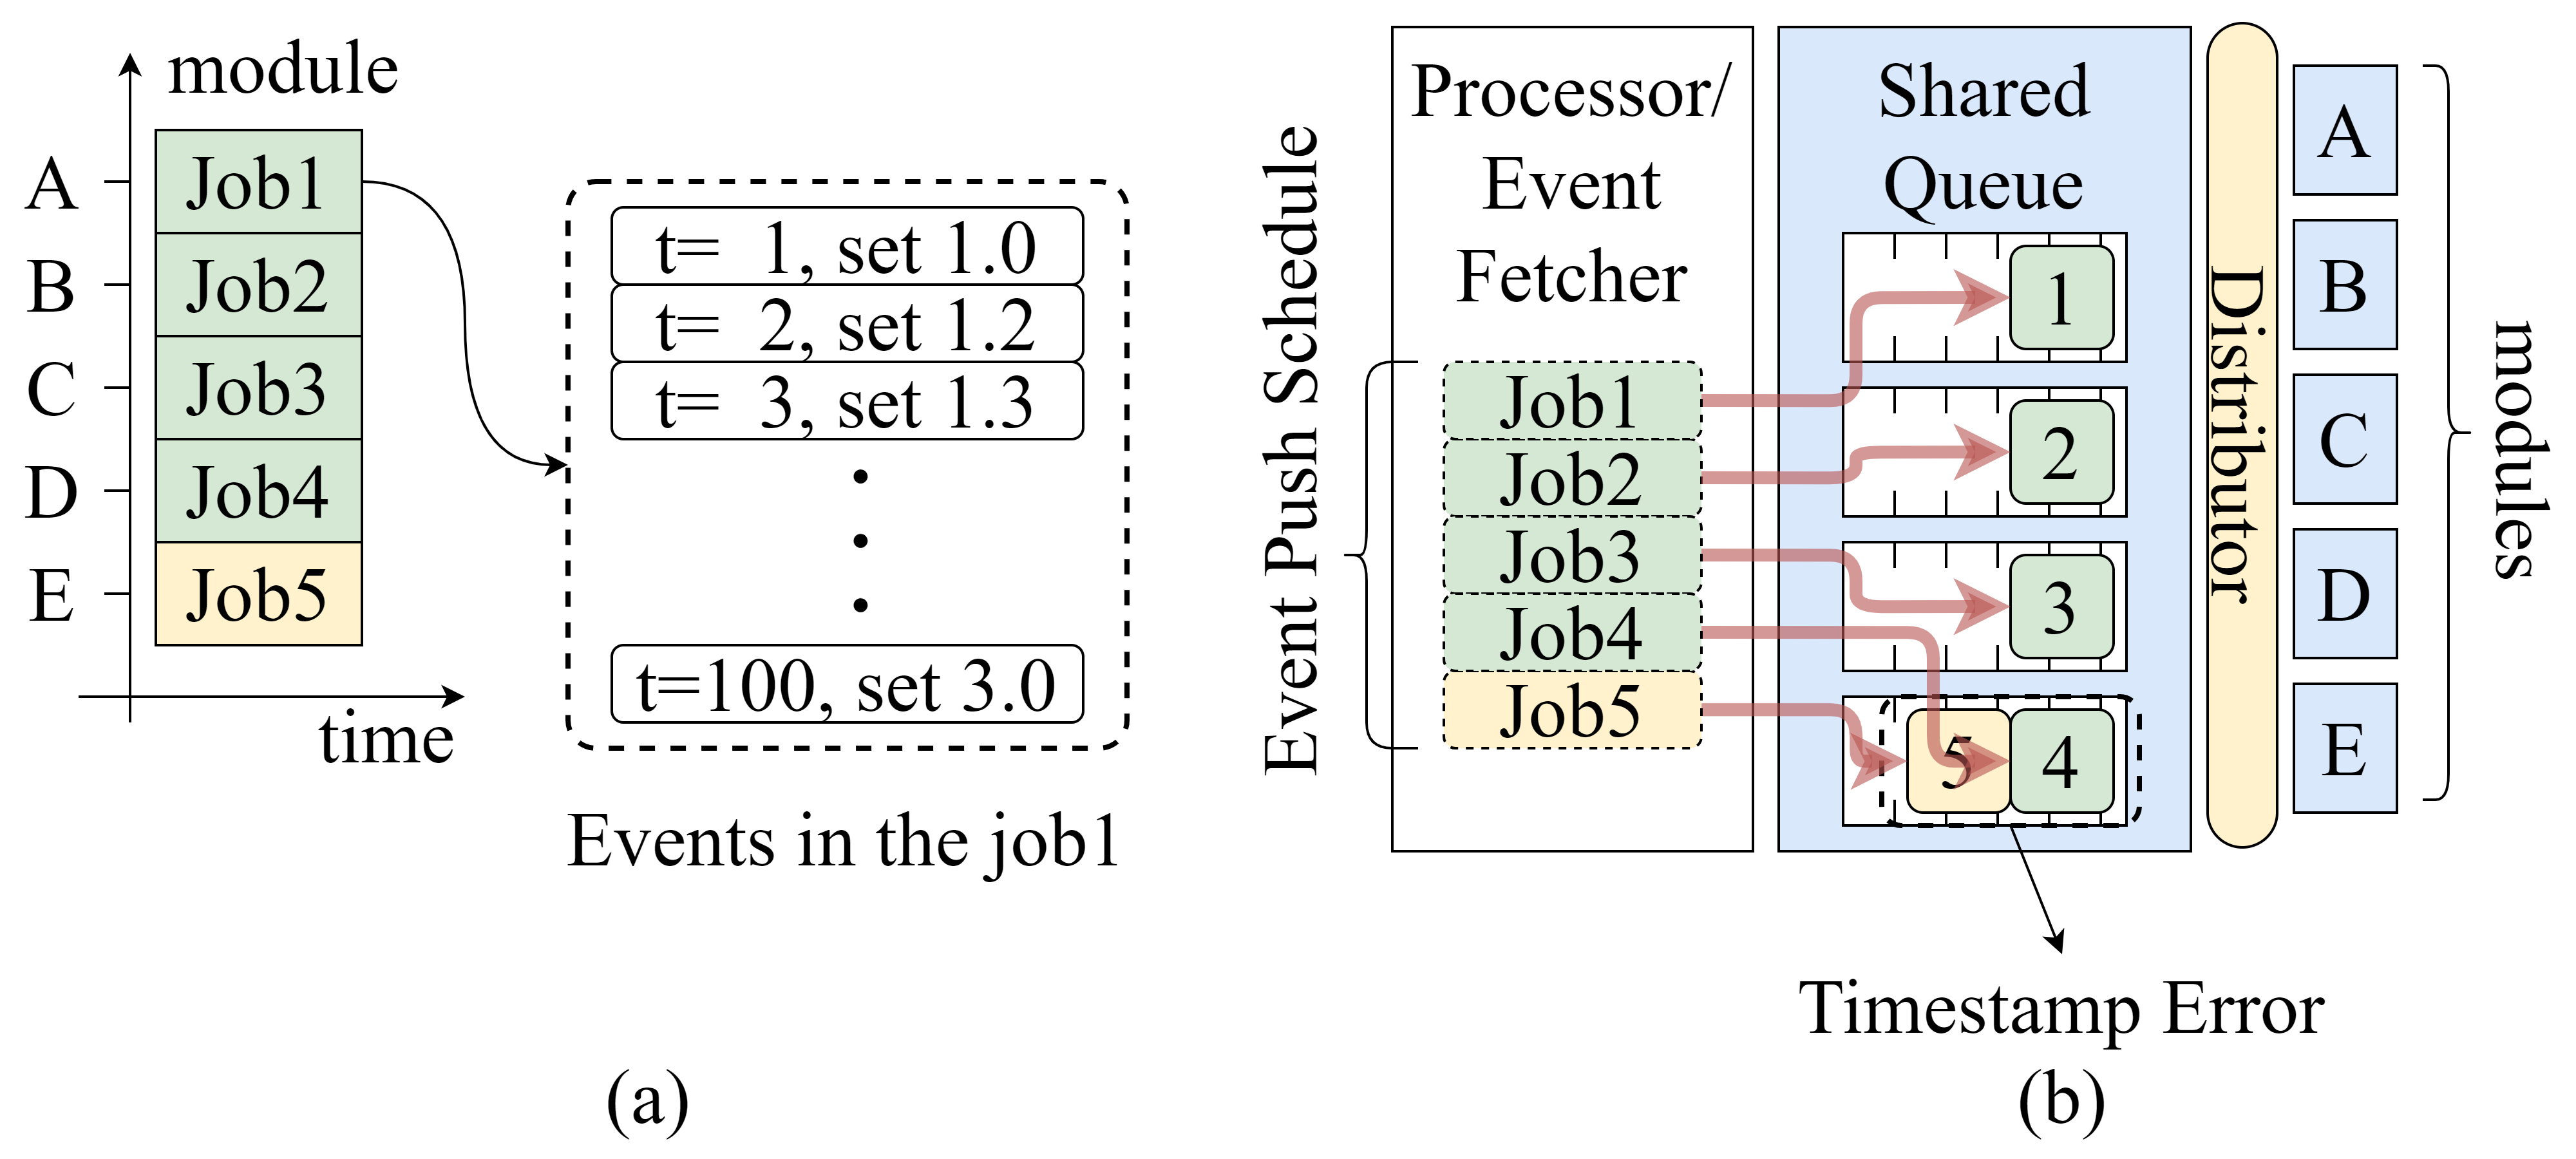 module
A
B
C
D
E
Job1
Job2
Job3
Job4
Job5
time
t= 1, set 1.0
t= 2, set 1.2
t= 3, set 1.3
t=100, set 3.0
Events in the job1
(a)
Event Push Schedule
Processor/
Event
Fetcher
Job1
Job2
Job3
Job4
Job5
Shared
Queue
1
2
3
5 4
Distributor
A
B
C
D
E
modules
Timestamp Error
(b)